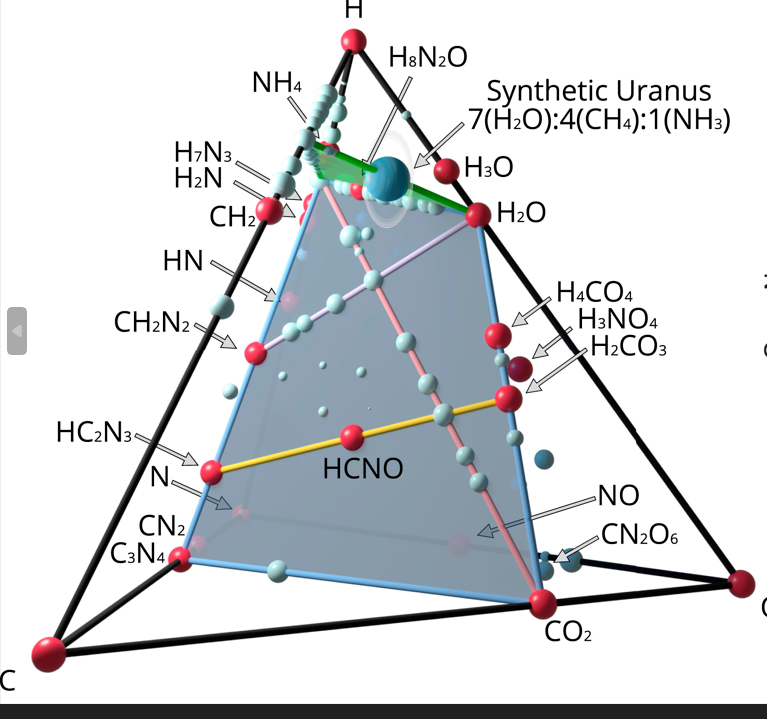 H
H₈N₂O
NH₄
Synthetic Uranus
7(H₂O):4(CH₄):1(NH₃)
H₇N₃
H₂N
H₃O
CH₂
H₂O
HN
H₄CO₄
CH₂N₂
H₃NO₄
H₂CO₃
HC₂N₃
HCNO
N
NO
CN₂
CN₂O₆
C₃N₄
CO₂
C